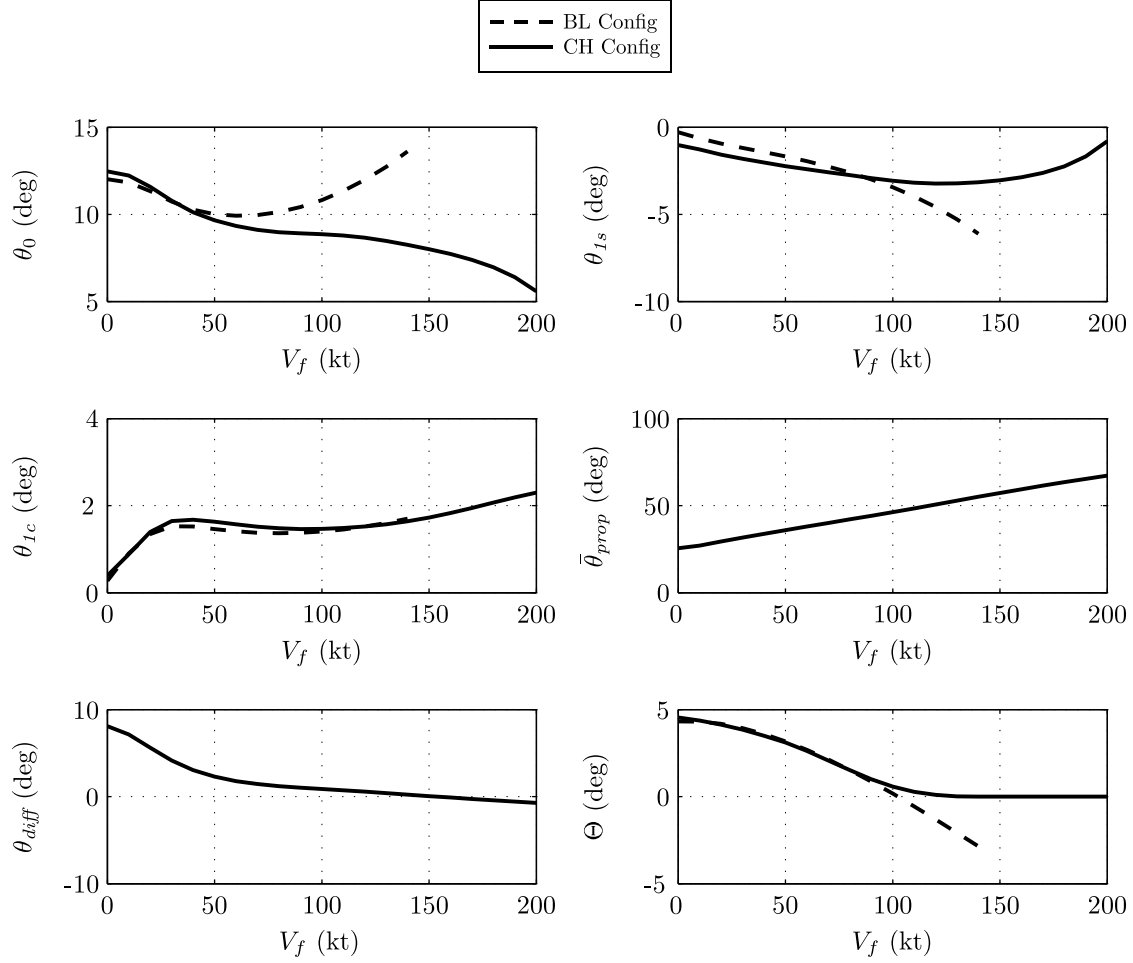 BL Config
CH Config
15
10
5
θ0 (deg)
0 50 100 150 200
Vf (kt)
0
-5
-10
θ1s (deg)
0 50 100 150 200
Vf (kt)
4
2
0
θ1c (deg)
0 50 100 150 200
Vf (kt)
100
50
0
θ̄prop (deg)
0 50 100 150 200
Vf (kt)
10
0
-10
θdiff (deg)
0 50 100 150 200
Vf (kt)
5
0
-5
Θ (deg)
0 50 100 150 200
Vf (kt)